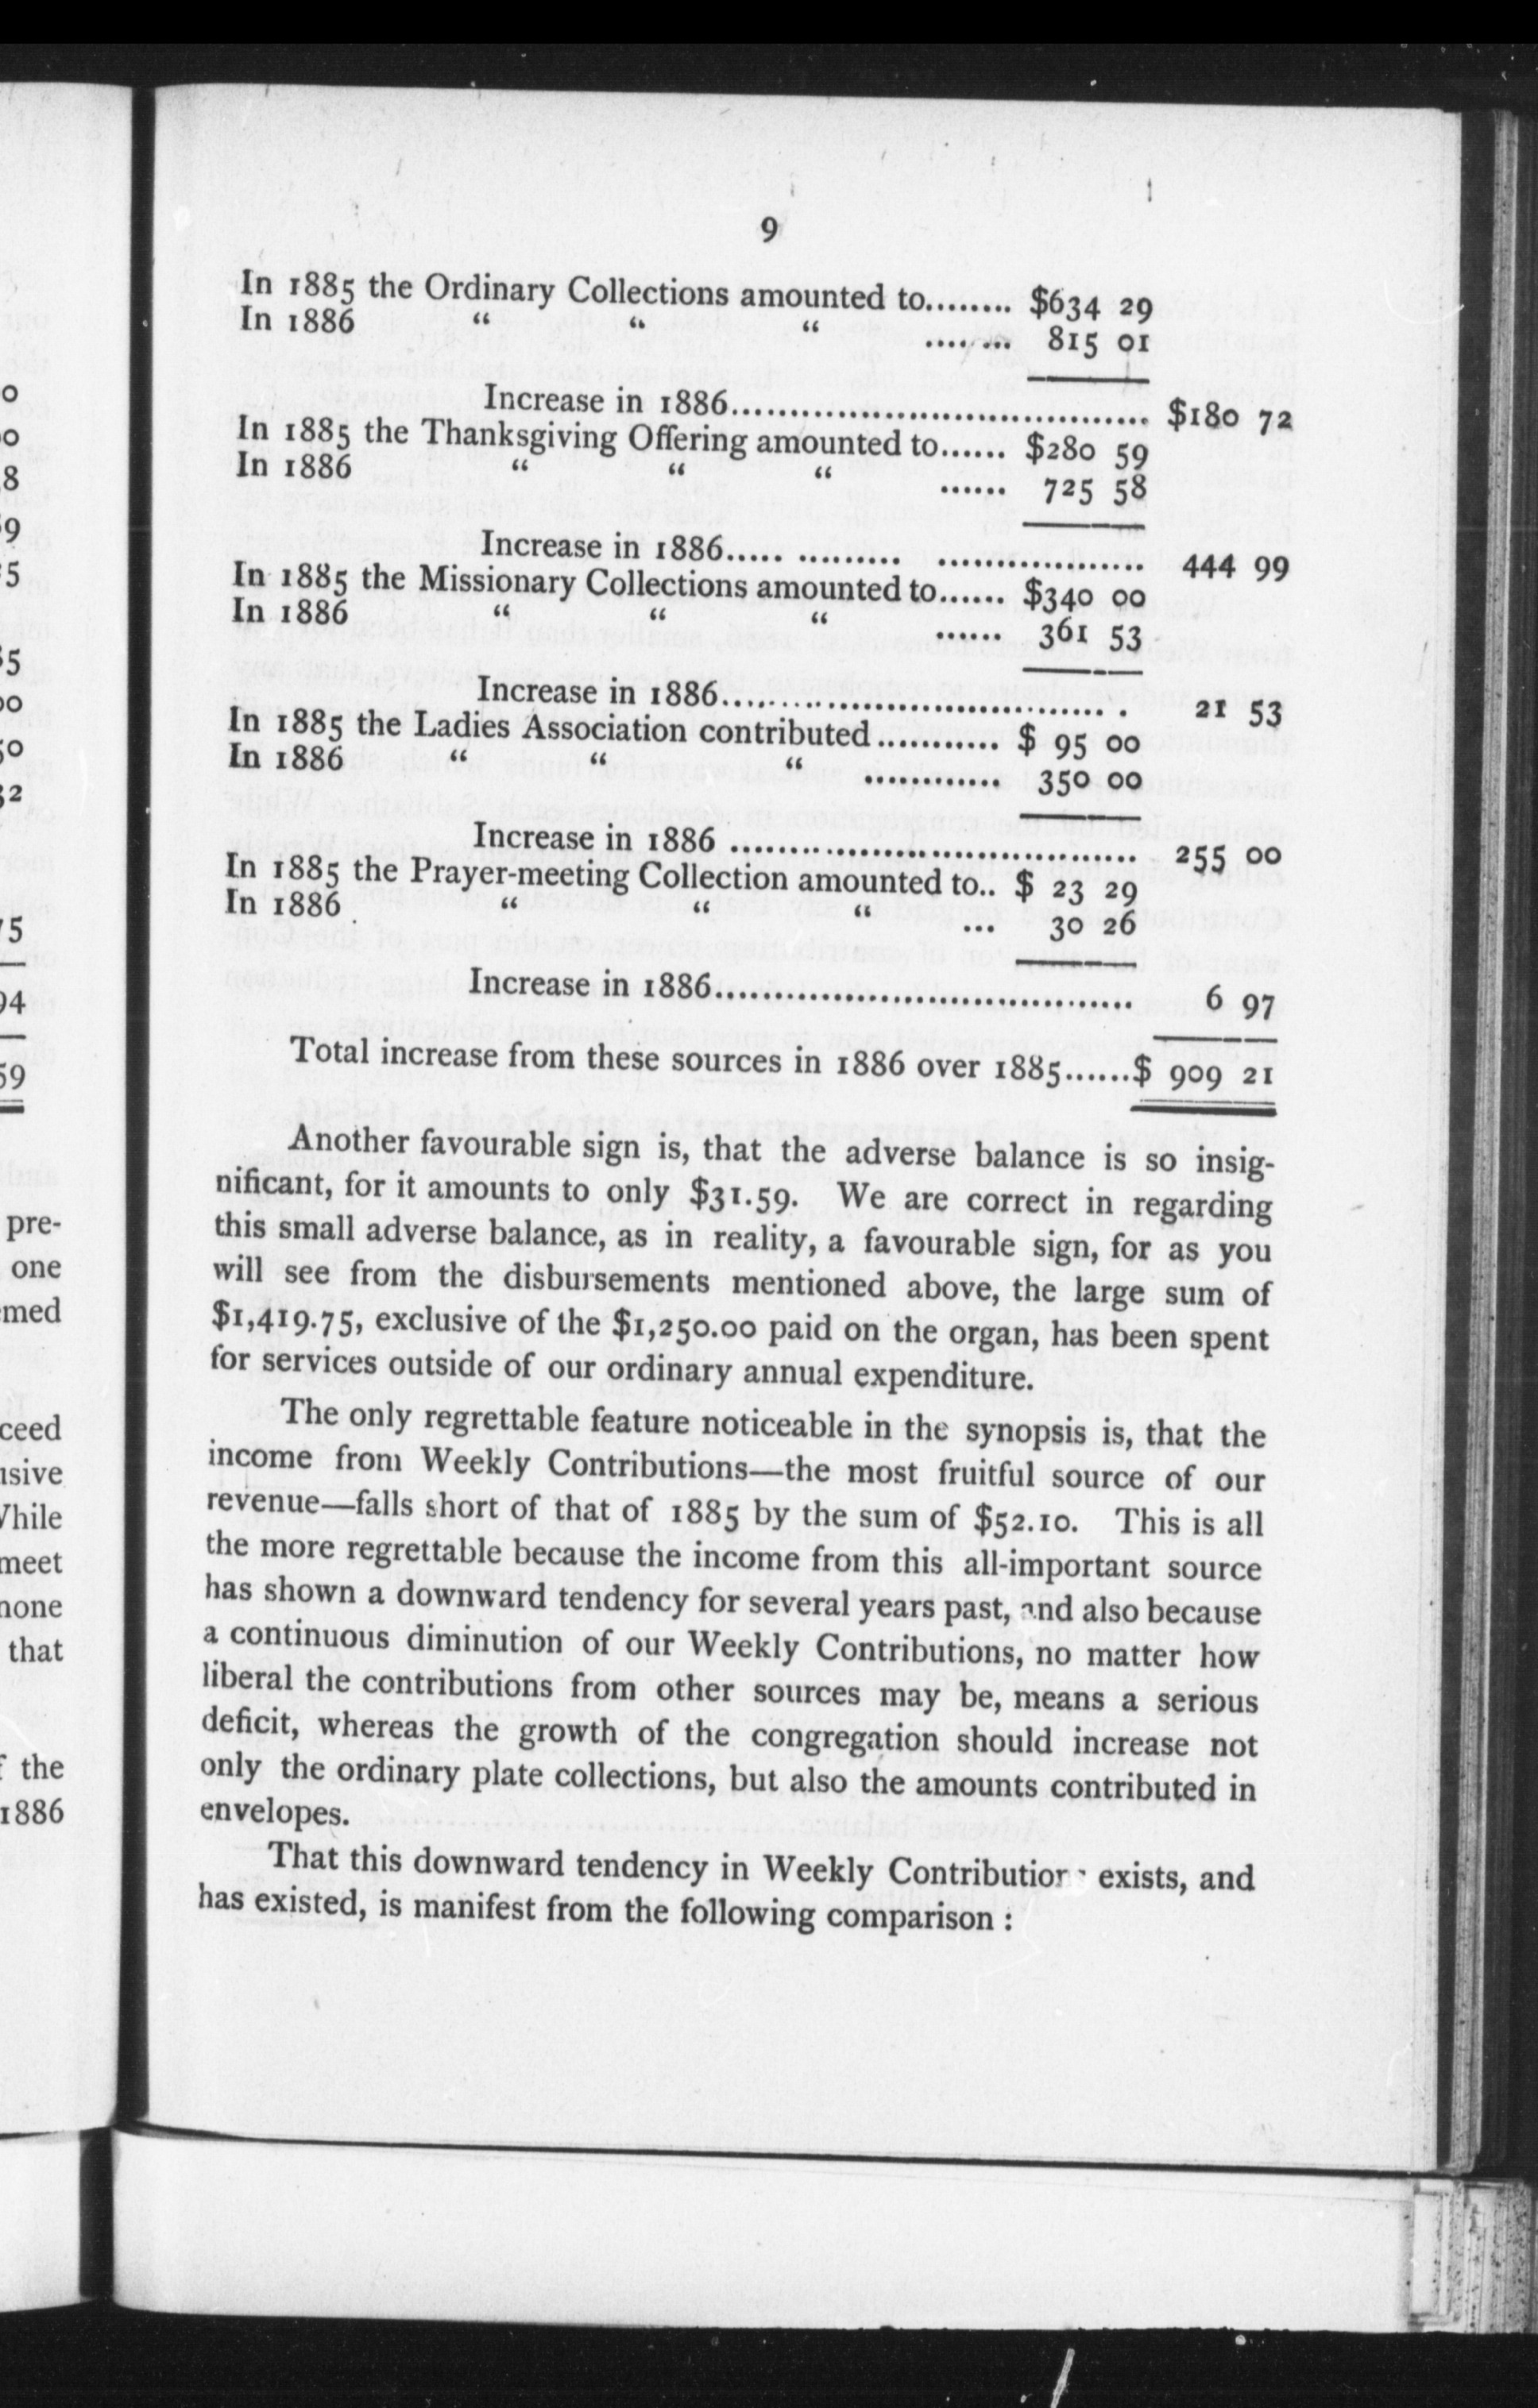 9
In 1885 the Ordinary Collections amounted to........ $634 29
In 1886 “ “ “ ........ 815 01
Increase in 1886.................................... $180 72
In 1885 the Thanksgiving Offering amounted to...... $280 59
In 1886 “ “ “ ...... 725 58
Increase in 1886..... ......... .................. 444 99
In 1885 the Missionary Collections amounted to...... $340 00
In 1886 “ “ “ ...... 361 53
Increase in 1886................................... . 21 53
In 1885 the Ladies Association contributed........... $ 95 00
In 1886 “ “ “ ............ 350 00
Increase in 1886 ................................... 255 00
In 1885 the Prayer-meeting Collection amounted to.. $ 23 29
In 1886 “ “ “ ... 30 26
Increase in 1886.................................... 6 97
Total increase from these sources in 1886 over 1885......$ 909 21
Another favourable sign is, that the adverse balance is so insig-
nificant, for it amounts to only $31.59. We are correct in regarding
this small adverse balance, as in reality, a favourable sign, for as you
will see from the disbursements mentioned above, the large sum of
$1,419.75, exclusive of the $1,250.00 paid on the organ, has been spent
for services outside of our ordinary annual expenditure.
The only regrettable feature noticeable in the synopsis is, that the
income from Weekly Contributions—the most fruitful source of our
revenue—falls short of that of 1885 by the sum of $52.10. This is all
the more regrettable because the income from this all-important source
has shown a downward tendency for several years past, and also because
a continuous diminution of our Weekly Contributions, no matter how
liberal the contributions from other sources may be, means a serious
deficit, whereas the growth of the congregation should increase not
only the ordinary plate collections, but also the amounts contributed in
envelopes.
That this downward tendency in Weekly Contributions exists, and
has existed, is manifest from the following comparison :
pre-
one
the
1886
While
meet
that